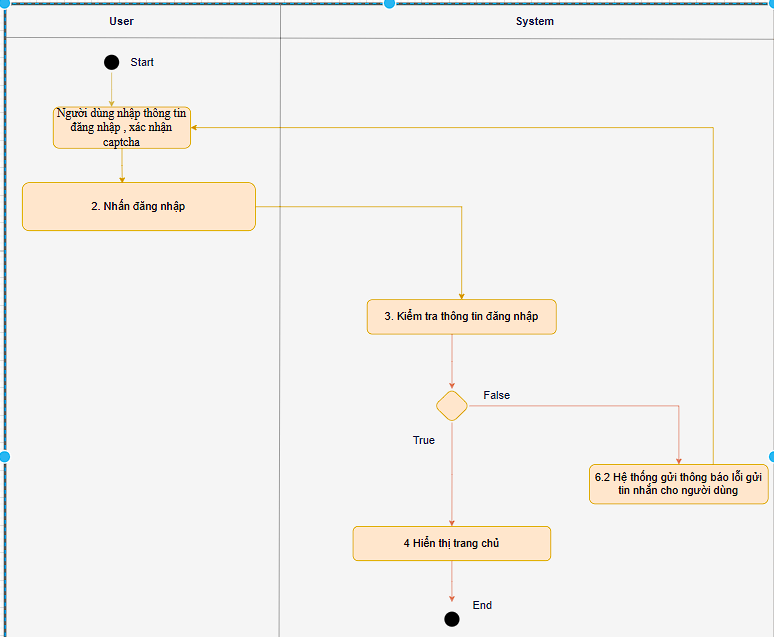 User
System
Start
Người dùng nhập thông tin
đăng nhập , xác nhận
captcha
2. Nhấn đăng nhập
3. Kiểm tra thông tin đăng nhập
False
True
6.2 Hệ thống gửi thông báo lỗi gửi
tin nhắn cho người dùng
4 Hiển thị trang chủ
End